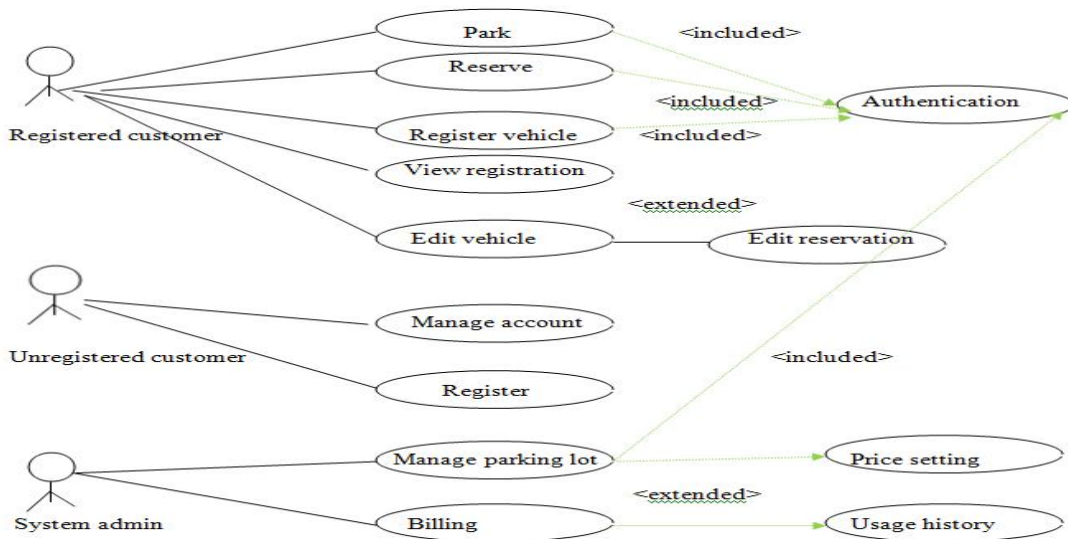 Park
<included>
Reserve
Registered customer
Register vehicle
<included>
<included>
Authentication
View registration
Edit vehicle
<extended>
Edit reservation
Unregistered customer
Manage account
<included>
Register
System admin
Manage parking lot
Price setting
Billing
<extended>
Usage history